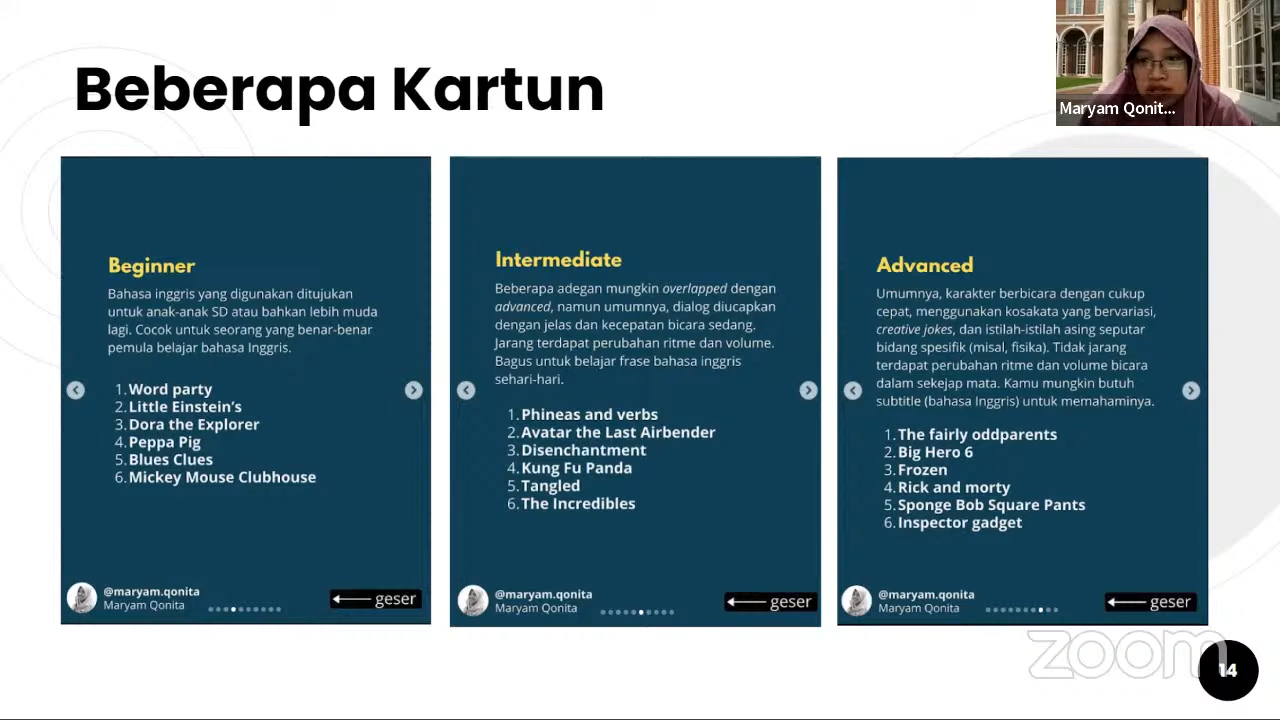 Beberapa Kartun
Maryam Qonit...
Beginner
Bahasa inggris yang digunakan ditujukan
untuk anak-anak SD atau bahkan lebih muda
lagi. Cocok untuk seorang yang benar-benar
pemula belajar bahasa Inggris.
1. Word party
2. Little Einstein's
3. Dora the Explorer
4. Peppa Pig
5. Blues Clues
6. Mickey Mouse Clubhouse
@maryam.qonita
Maryam Qonita
geser
Intermediate
Beberapa adegan mungkin overlapped dengan
advanced, namun umumnya, dialog diucapkan
dengan jelas dan kecepatan bicara sedang.
Jarang terdapat perubahan ritme dan volume.
Bagus untuk belajar frase bahasa inggris
sehari-hari.
1. Phineas and verbs
2. Avatar the Last Airbender
3. Disenchantment
4. Kung Fu Panda
5. Tangled
6. The Incredibles
@maryam.qonita
Maryam Qonita
geser
Advanced
Umumnya, karakter berbicara dengan cukup
cepat, menggunakan kosakata yang bervariasi,
creative jokes, dan istilah-istilah asing seputar
bidang spesifik (misal, fisika). Tidak jarang
terdapat perubahan ritme dan volume bicara
dalam sekejap mata. Kamu mungkin butuh
subtitle (bahasa Inggris) untuk memahaminya.
1. The fairly oddparents
2. Big Hero 6
3. Frozen
4. Rick and morty
5. Sponge Bob Square Pants
6. Inspector gadget
@maryam.qonita
Maryam Qonita
geser
zoom
14